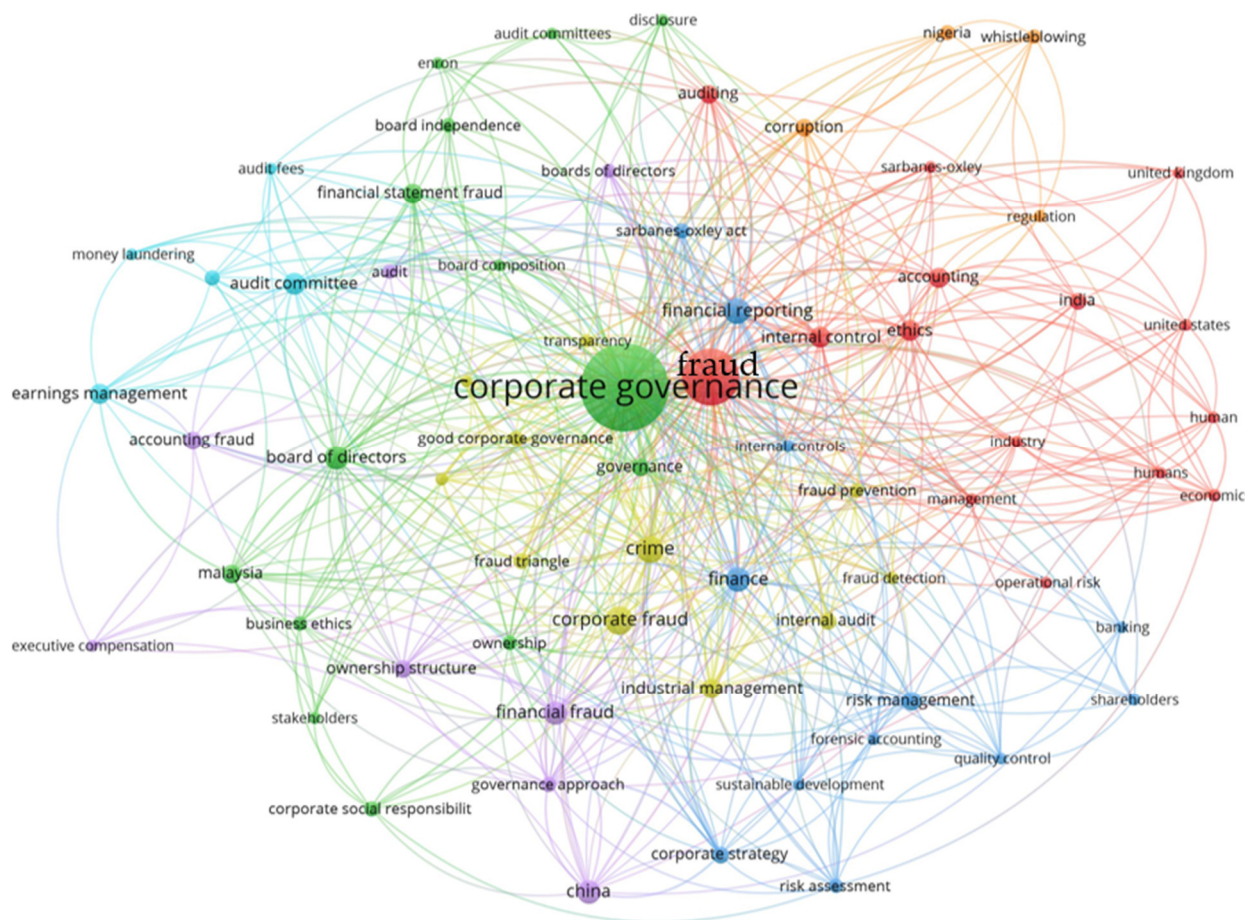 disclosure
audit committees
nigeria
whistleblowing
enron
auditing
board independence
corruption
audit fees
boards of directors
sarbanes-oxley
united kingdom
financial statement fraud
regulation
sarbanes-oxley act
money laundering
audit
board composition
audit committee
accounting
india
financial reporting
united states
transparency
internal control
ethics
fraud
corporate governance
earnings management
human
accounting fraud
good corporate governance
internal controls
industry
board of directors
governance
humans
fraud prevention
management
economic
crime
fraud triangle
malaysia
finance
fraud detection
operational risk
corporate fraud
internal audit
business ethics
banking
executive compensation
ownership
ownership structure
industrial management
risk management
shareholders
stakeholders
financial fraud
forensic accounting
quality control
governance approach
sustainable development
corporate social responsibilit
corporate strategy
china
risk assessment